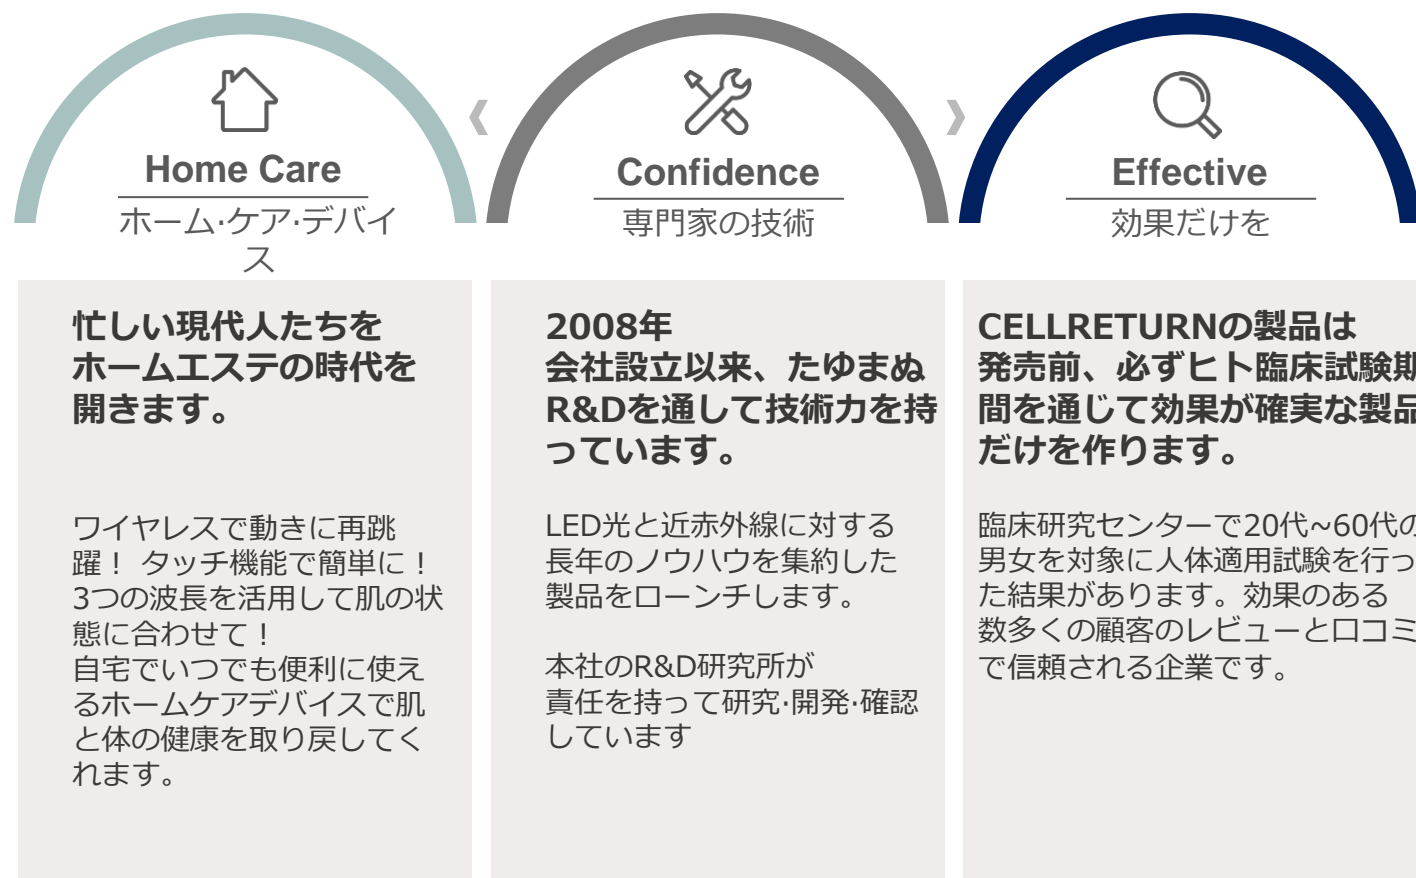 Home Care
ホーム·ケア·デバイ
ス
忙しい現代人たちを
ホームエステの時代を
開きます。
ワイヤレスで動きに再跳
躍！ タッチ機能で簡単に！
3つの波長を活用して肌の状
態に合わせて！
自宅でいつでも便利に使え
るホームケアデバイスで肌
と体の健康を取り戻してく
れます。
Confidence
専門家の技術
2008年
会社設立以来、たゆまぬ
R&Dを通して技術力を持
っています。
LED光と近赤外線に対する
長年のノウハウを集約した
製品をローンチします。
本社のR&D研究所が
責任を持って研究·開発·確認
しています
Effective
効果だけを
CELLRETURNの製品は
発売前、必ずヒト臨床試験期
間を通じて効果が確実な製品
だけを作ります。
臨床研究センターで20代~60代の
男女を対象に人体適用試験を行っ
た結果があります。効果のある
数多くの顧客のレビューと口コミ
で信頼される企業です。